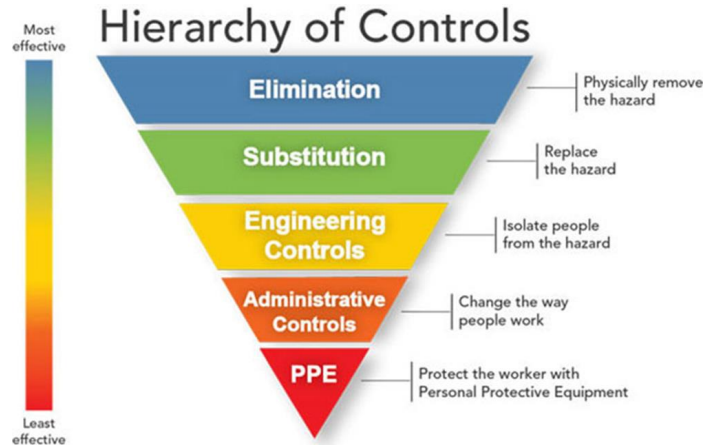 Hierarchy of Controls
Most
effective
Elimination
Physically remove
the hazard
Substitution
Replace
the hazard
Engineering
Controls
Isolate people
from the hazard
Administrative
Controls
Change the way
people work
PPE
Protect the worker with
Personal Protective Equipment
Least
effective